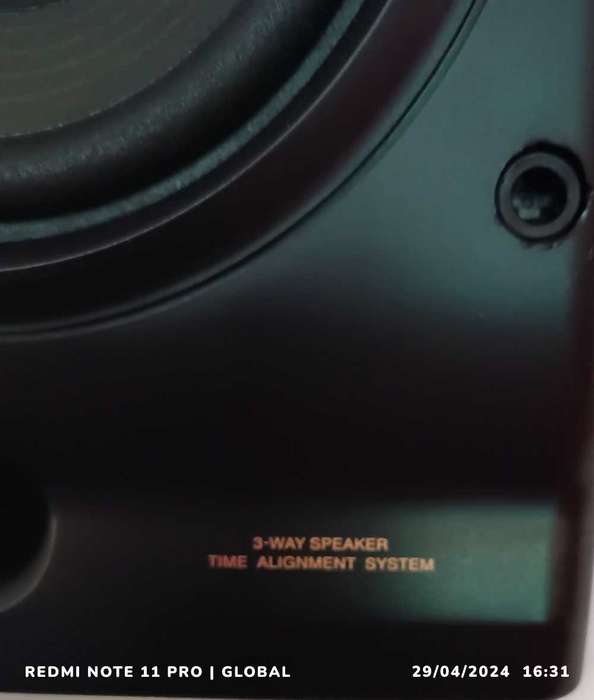 3-WAY SPEAKER
TIME ALIGNMENT SYSTEM
REDMI NOTE 11 PRO | GLOBAL
29/04/2024 16:31